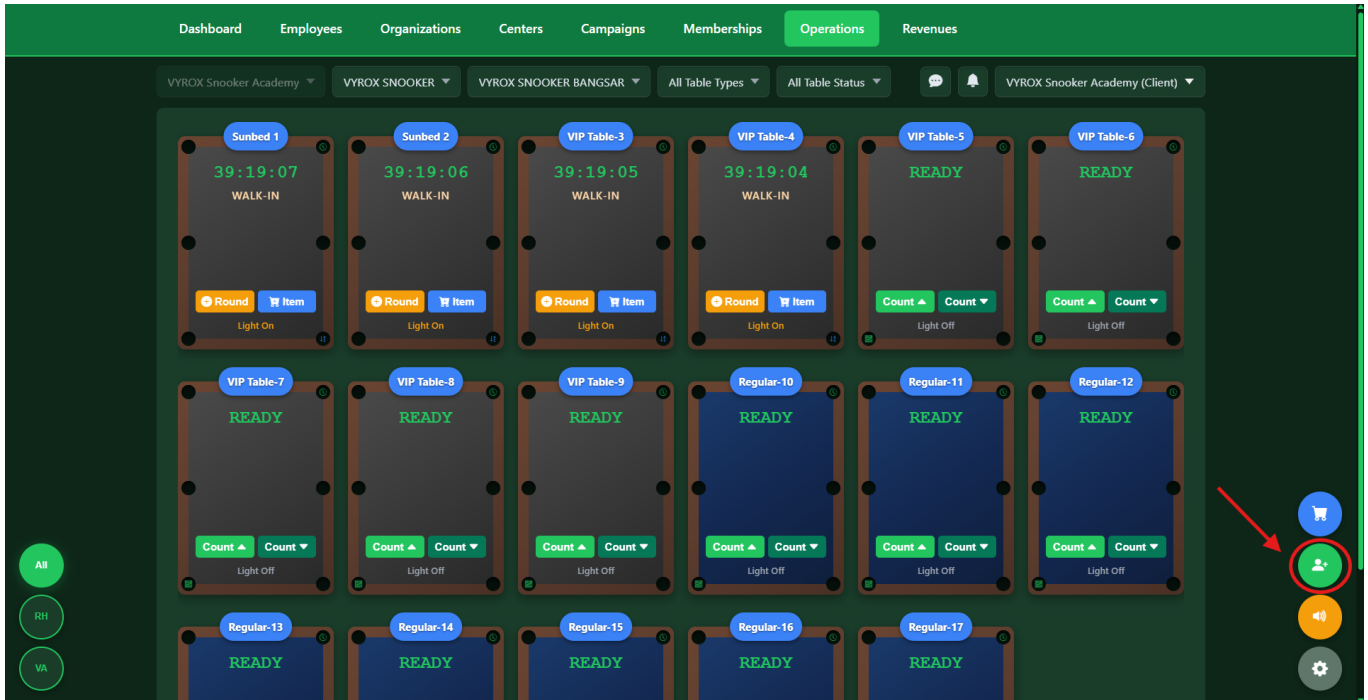 Dashboard Employees Organizations Centers Campaigns Memberships Operations Revenues
VYROX Snooker Academy VYROX SNOOKER VYROX SNOOKER BANGSAR All Table Types All Table Status VYROX Snooker Academy (Client)
Sunbed 1 Sunbed 2 VIP Table-3 VIP Table-4 VIP Table-5 VIP Table-6
39:19:07 39:19:06 39:19:05 39:19:04 READY READY
WALK-IN WALK-IN WALK-IN WALK-IN
Round Item Round Item Round Item Round Item Count Count Count Count
Light On Light On Light On Light On Light Off Light Off
VIP Table-7 VIP Table-8 VIP Table-9 Regular-10 Regular-11 Regular-12
READY READY READY READY READY READY
Count Count Count Count Count Count Count Count Count Count Count Count
Light Off Light Off Light Off Light Off Light Off Light Off
All
RH
VA
Regular-13 Regular-14 Regular-15 Regular-16 Regular-17
READY READY READY READY READY